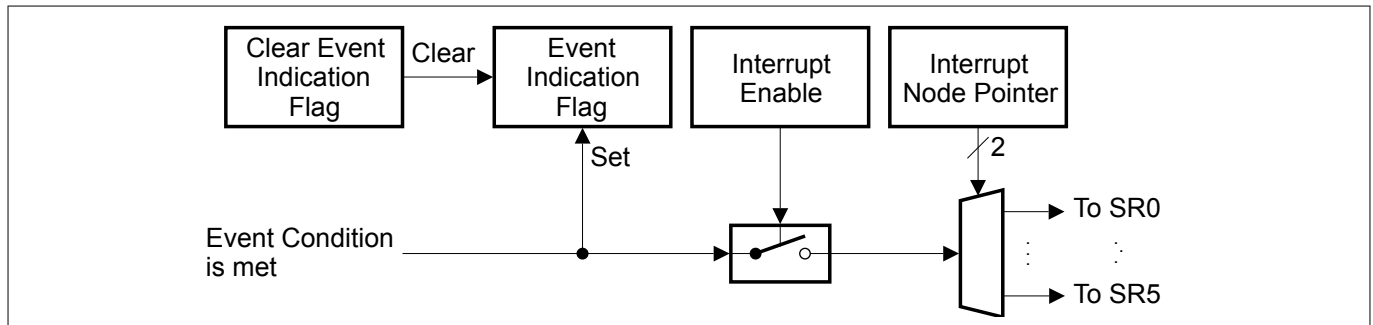 Clear Event
Indication
Flag
Clear
Event
Indication
Flag
Interrupt
Enable
Interrupt
Node Pointer
Set
2
Event Condition
is met
To SR0
To SR5